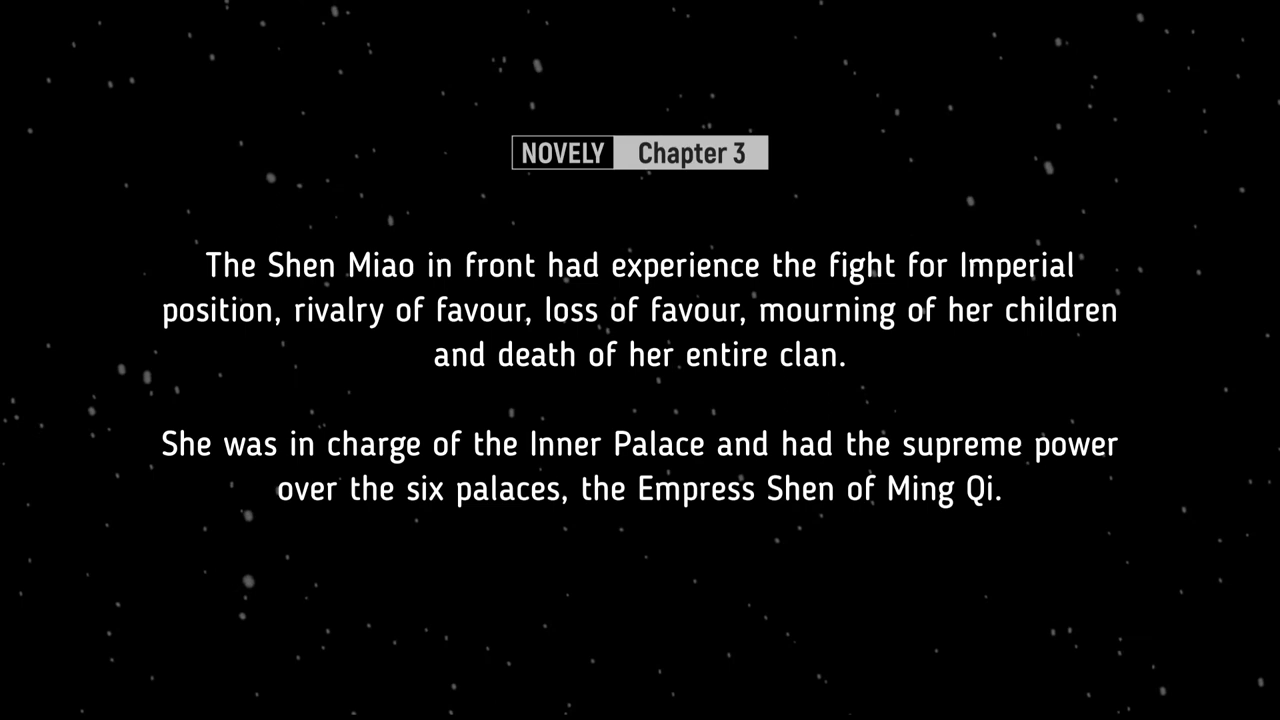 NOVELY Chapter 3
The Shen Miao in front had experience the fight for Imperial
position, rivalry of favour, loss of favour, mourning of her children
and death of her entire clan.
She was in charge of the Inner Palace and had the supreme power
over the six palaces, the Empress Shen of Ming Qi.